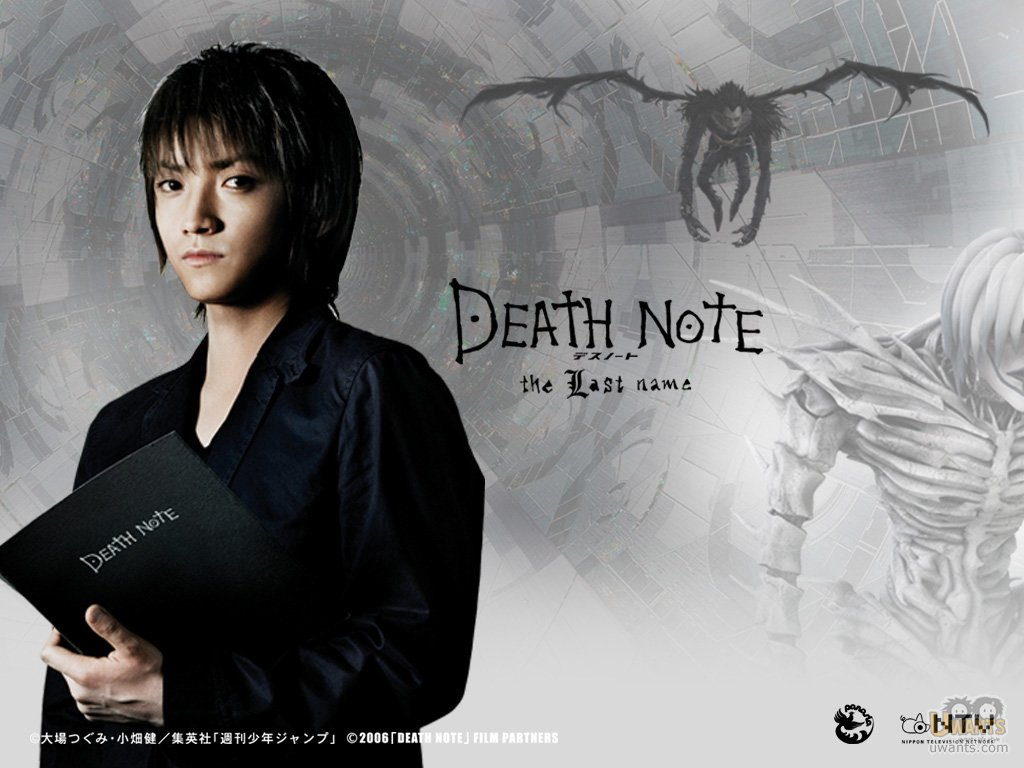 DEATH NOTE
デスノート
the Last name
DEATH NOTE
©大場つぐみ・小畑健／集英社「週刊少年ジャンプ」 ©2006「DEATH NOTE」FILM PARTNERS
NTV
NIPPON TELEVISION NETWORK
UWANTS
uwants.com